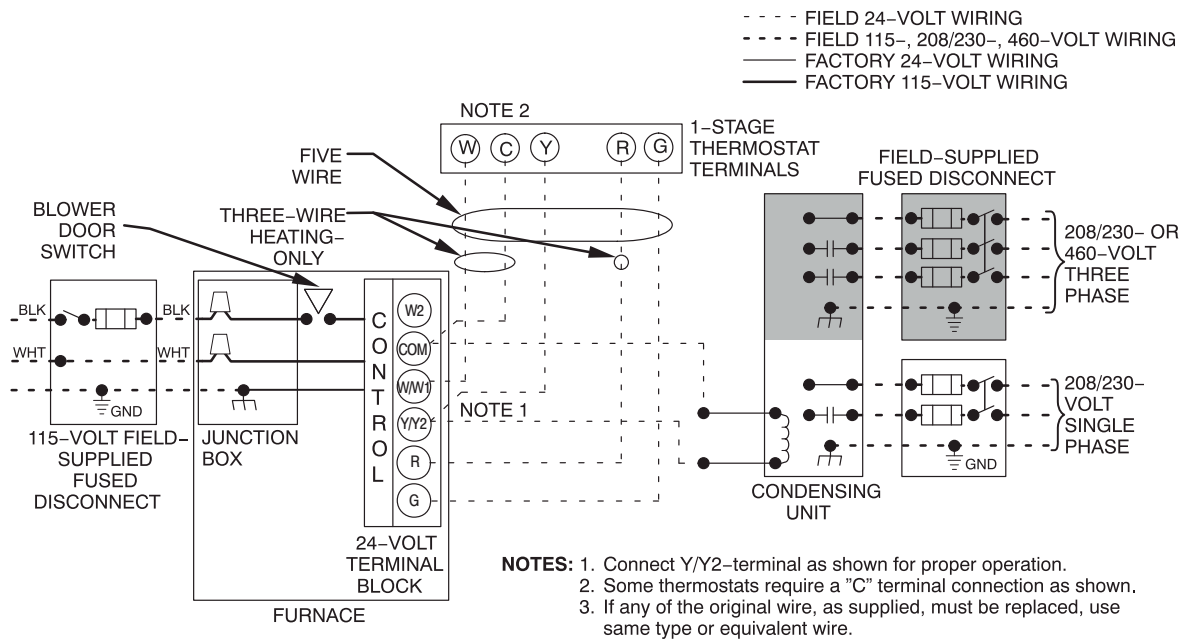 FIELD 24-VOLT WIRING
FIELD 115-, 208/230-, 460-VOLT WIRING
FACTORY 24-VOLT WIRING
FACTORY 115-VOLT WIRING
NOTE 2
W C Y R G
1-STAGE
THERMOSTAT
TERMINALS
FIVE
WIRE
THREE-WIRE
HEATING-
ONLY
BLOWER
DOOR
SWITCH
FIELD-SUPPLIED
FUSED DISCONNECT
208/230- OR
460-VOLT
THREE
PHASE
BLK
BLK
WHT
WHT
GND
115-VOLT FIELD-
SUPPLIED
FUSED
DISCONNECT
JUNCTION
BOX
CONTROL
W2
COM
W/W1
Y/Y2
R
G
NOTE 1
24-VOLT
TERMINAL
BLOCK
FURNACE
208/230-
VOLT
SINGLE
PHASE
GND
CONDENSING
UNIT
NOTES: 1. Connect Y/Y2-terminal as shown for proper operation.
2. Some thermostats require a "C" terminal connection as shown.
3. If any of the original wire, as supplied, must be replaced, use
same type or equivalent wire.